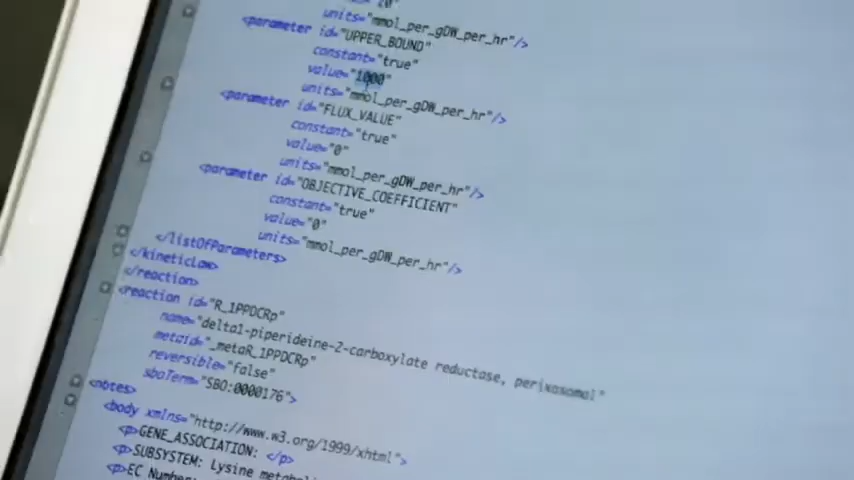 units="mmol_per_gDW_per_hr"/>
<parameter id="UPPER_BOUND"
constant="true"
value="1000"
units="mmol_per_gDW_per_hr"/>
<parameter id="FLUX_VALUE"
constant="true"
value="0"
units="mmol_per_gDW_per_hr"/>
<parameter id="OBJECTIVE_COEFFICIENT"
constant="true"
value="0"
units="mmol_per_gDW_per_hr"/>
</listOfParameters>
</kineticLaw>
</reaction>
<reaction id="R_1PPDCRp"
name="delta1-piperideine-2-carboxylate reductase, perixosomal"
metaid="_metaR_1PPDCRp"
reversible="false"
sboTerm="SBO:0000176">
<notes>
<body xmlns="http://www.w3.org/1999/xhtml">
<p>GENE_ASSOCIATION: </p>
<p>SUBSYSTEM: Lysine
<p>EC Number: